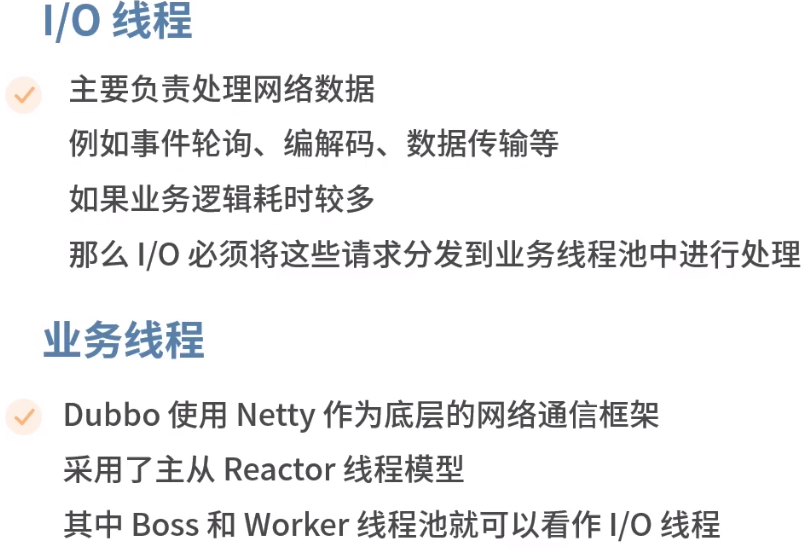 I/O 线程
主要负责处理网络数据
例如事件轮询、编解码、数据传输等
如果业务逻辑耗时较多
那么 I/O 必须将这些请求分发到业务线程池中进行处理
业务线程
Dubbo 使用 Netty 作为底层的网络通信框架
采用了主从 Reactor 线程模型
其中 Boss 和 Worker 线程池就可以看作 I/O 线程